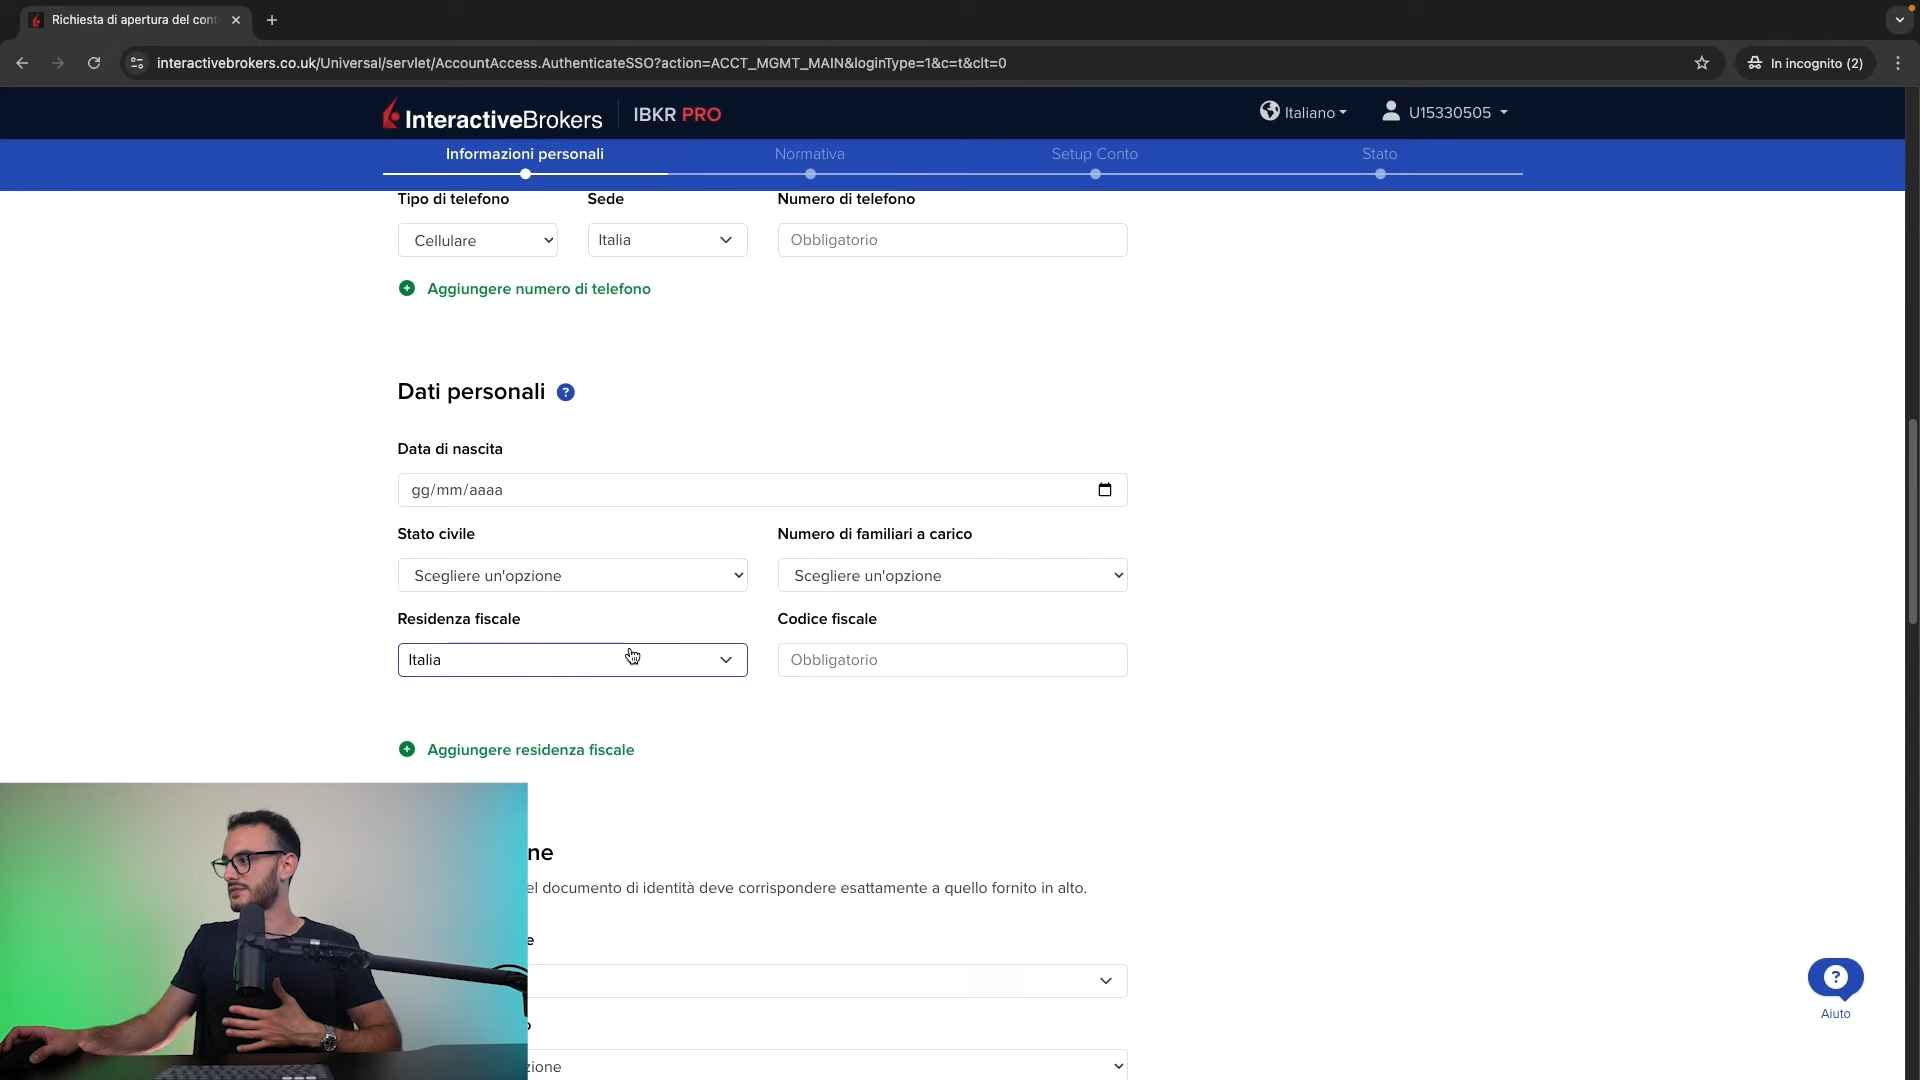 Richiesta di apertura del cont
interactivebrokers.co.uk/Universal/servlet/AccountAccess.AuthenticateSSO?action=ACCT_MGMT_MAIN&loginType=1&c=t&clt=0
In incognito (2)
InteractiveBrokers
IBKR PRO
Italiano
U15330505
Informazioni personali
Normativa
Setup Conto
Stato
Tipo di telefono
Sede
Numero di telefono
Cellulare
Italia
Obbligatorio
Aggiungere numero di telefono
Dati personali
Data di nascita
gg/mm/aaaa
Stato civile
Numero di familiari a carico
Scegliere un'opzione
Scegliere un'opzione
Residenza fiscale
Codice fiscale
Italia
Obbligatorio
Aggiungere residenza fiscale
ne
el documento di identità deve corrispondere esattamente a quello fornito in alto.
e
zione
Aiuto